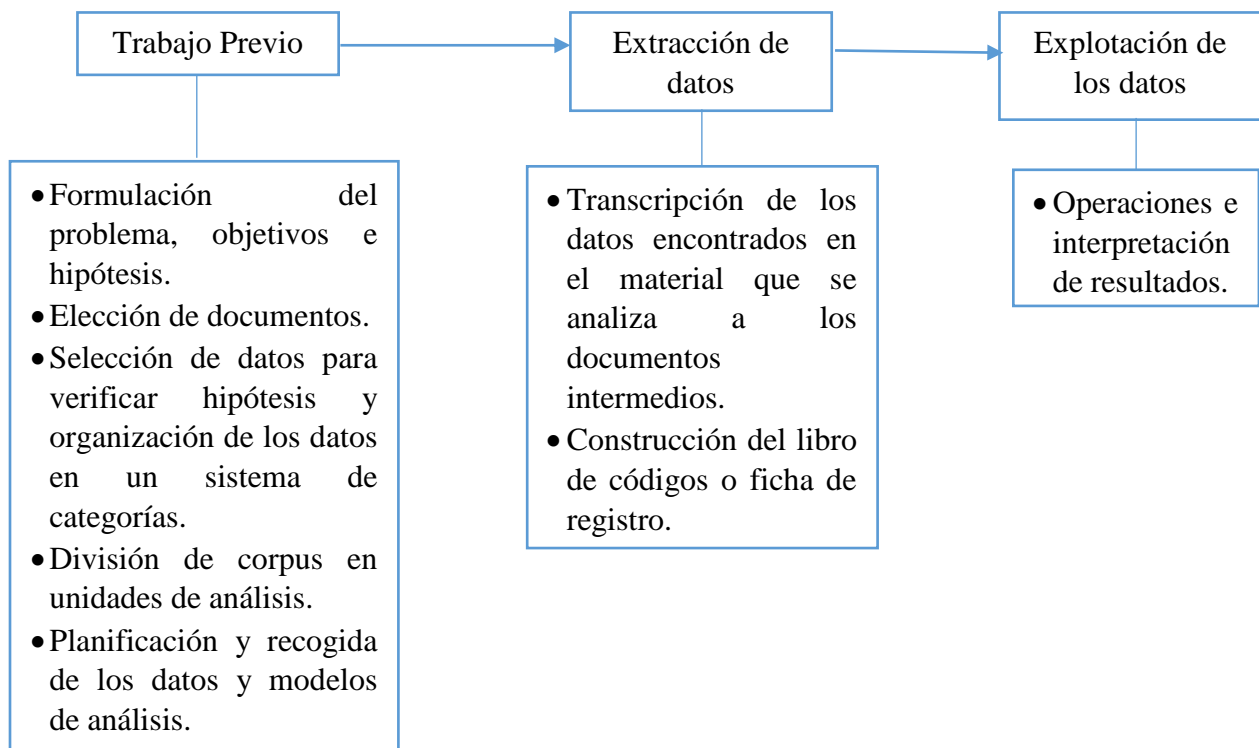 Trabajo Previo
Extracción de
datos
Explotación de
los datos
• Formulación del
problema, objetivos e
hipótesis.
• Elección de documentos.
• Selección de datos para
verificar hipótesis y
organización de los datos
en un sistema de
categorías.
• División de corpus en
unidades de análisis.
• Planificación y recogida
de los datos y modelos
de análisis.
• Transcripción de los
datos encontrados en
el material que se
analiza a los
documentos
intermedios.
• Construcción del libro
de códigos o ficha de
registro.
• Operaciones e
interpretación
de resultados.